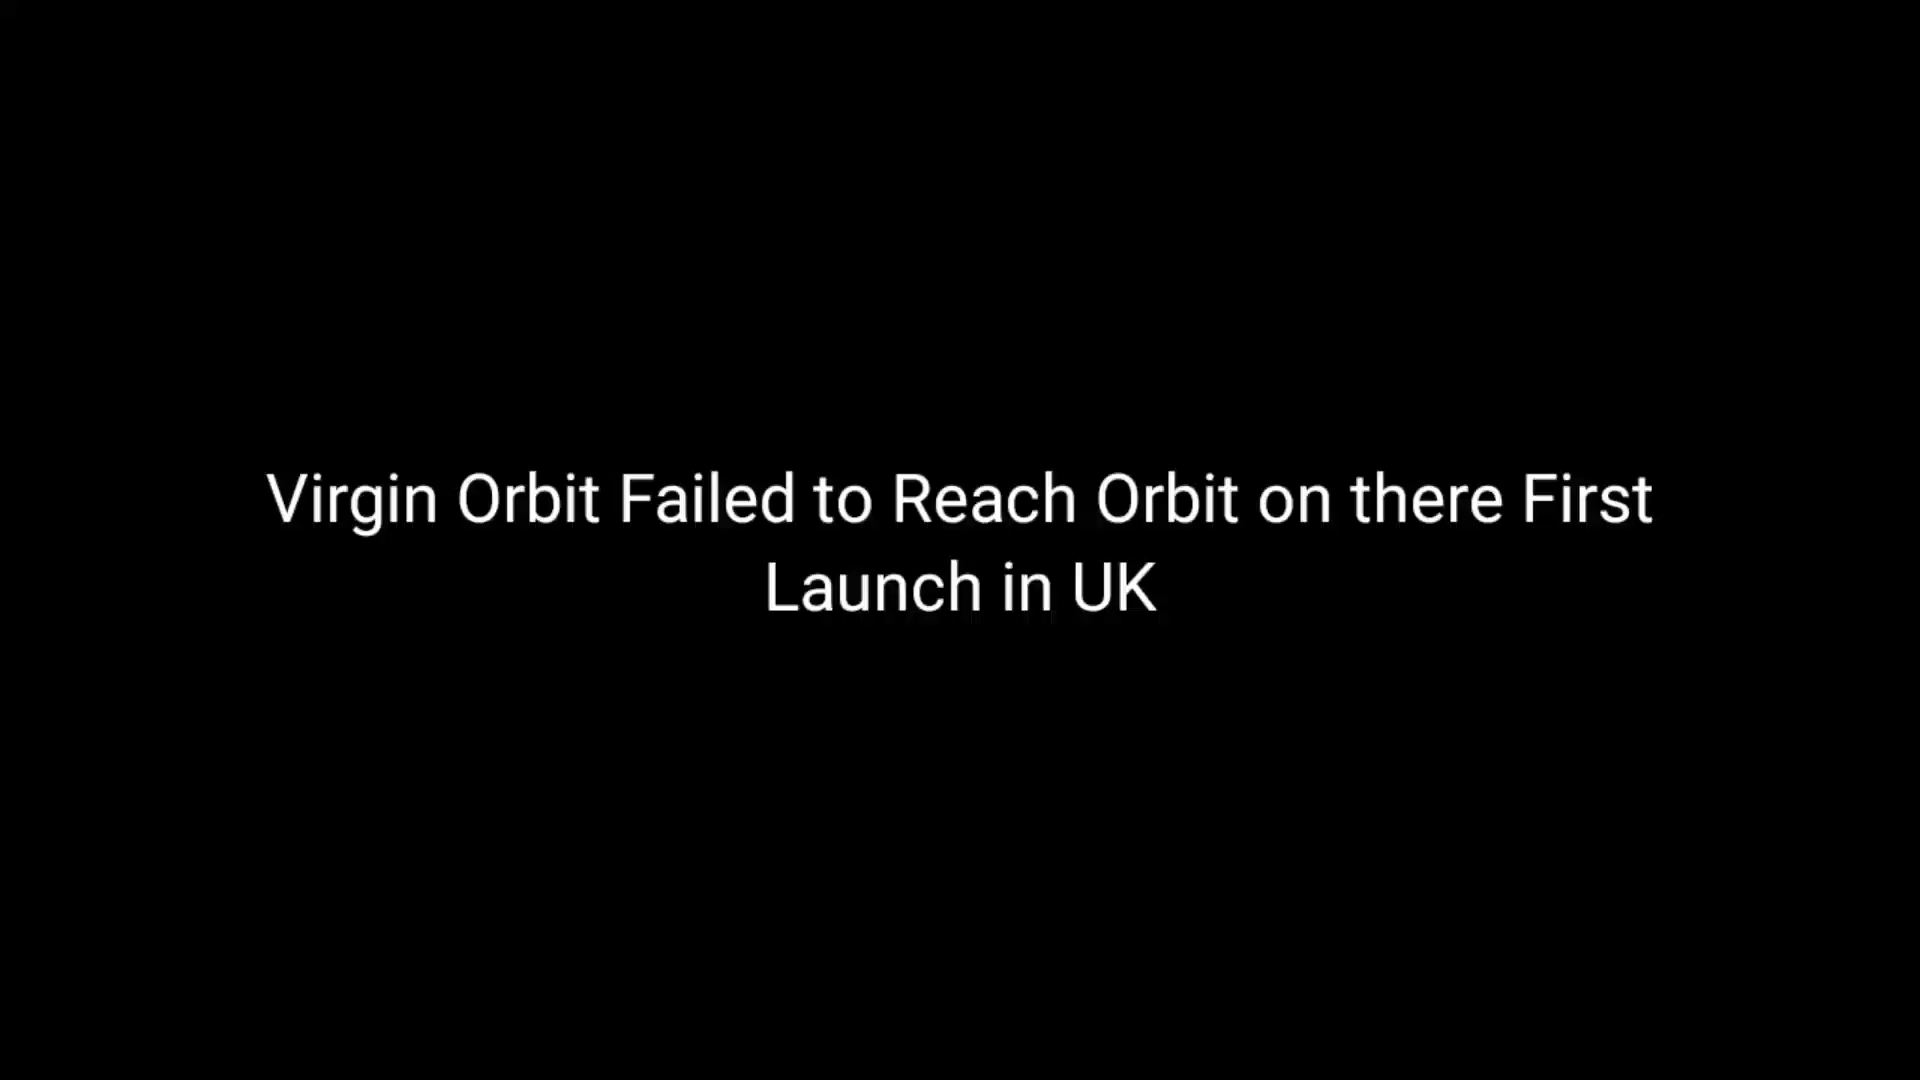 Virgin Orbit Failed to Reach Orbit on there First
Launch in UK